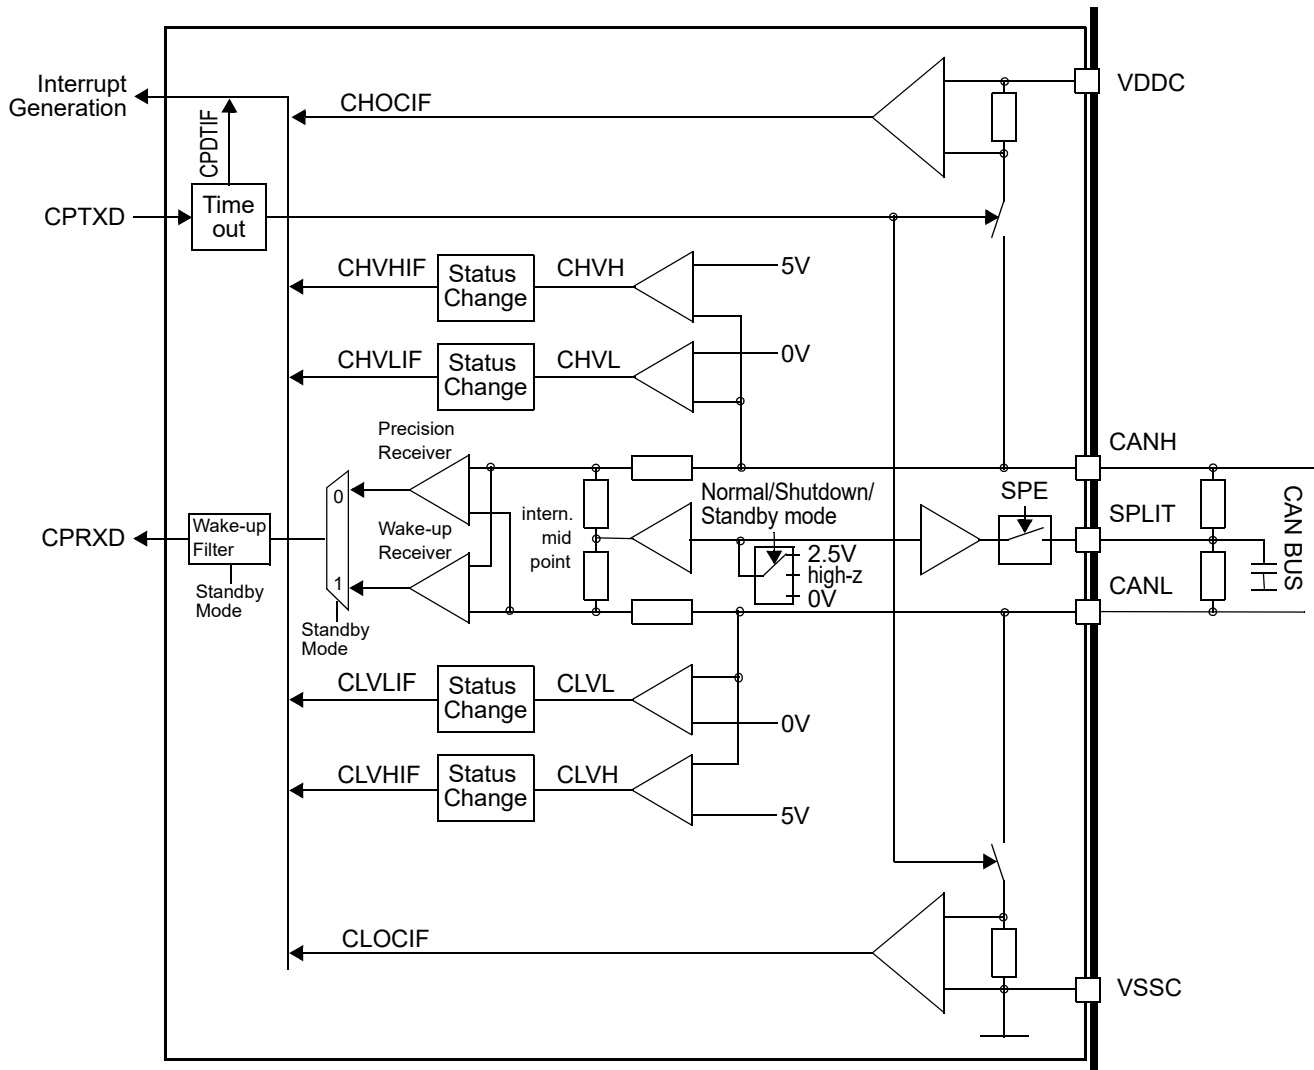 Interrupt
Generation
CPDTIF
CHOCIF
VDDC
CPTXD
Time
out
CHVHIF
Status
Change
CHVH
5V
CHVLIF
Status
Change
CHVL
0V
Precision
Receiver
CANH
Normal/Shutdown/
Standby mode
SPE
0
intern.
mid
point
SPLIT
CPRXD
Wake-up
Filter
Wake-up
Receiver
2.5V
high-z
0V
CAN BUS
1
CANL
Standby
Mode
Standby
Mode
CLVLIF
Status
Change
CLVL
0V
CLVHIF
Status
Change
CLVH
5V
CLOCIF
VSSC